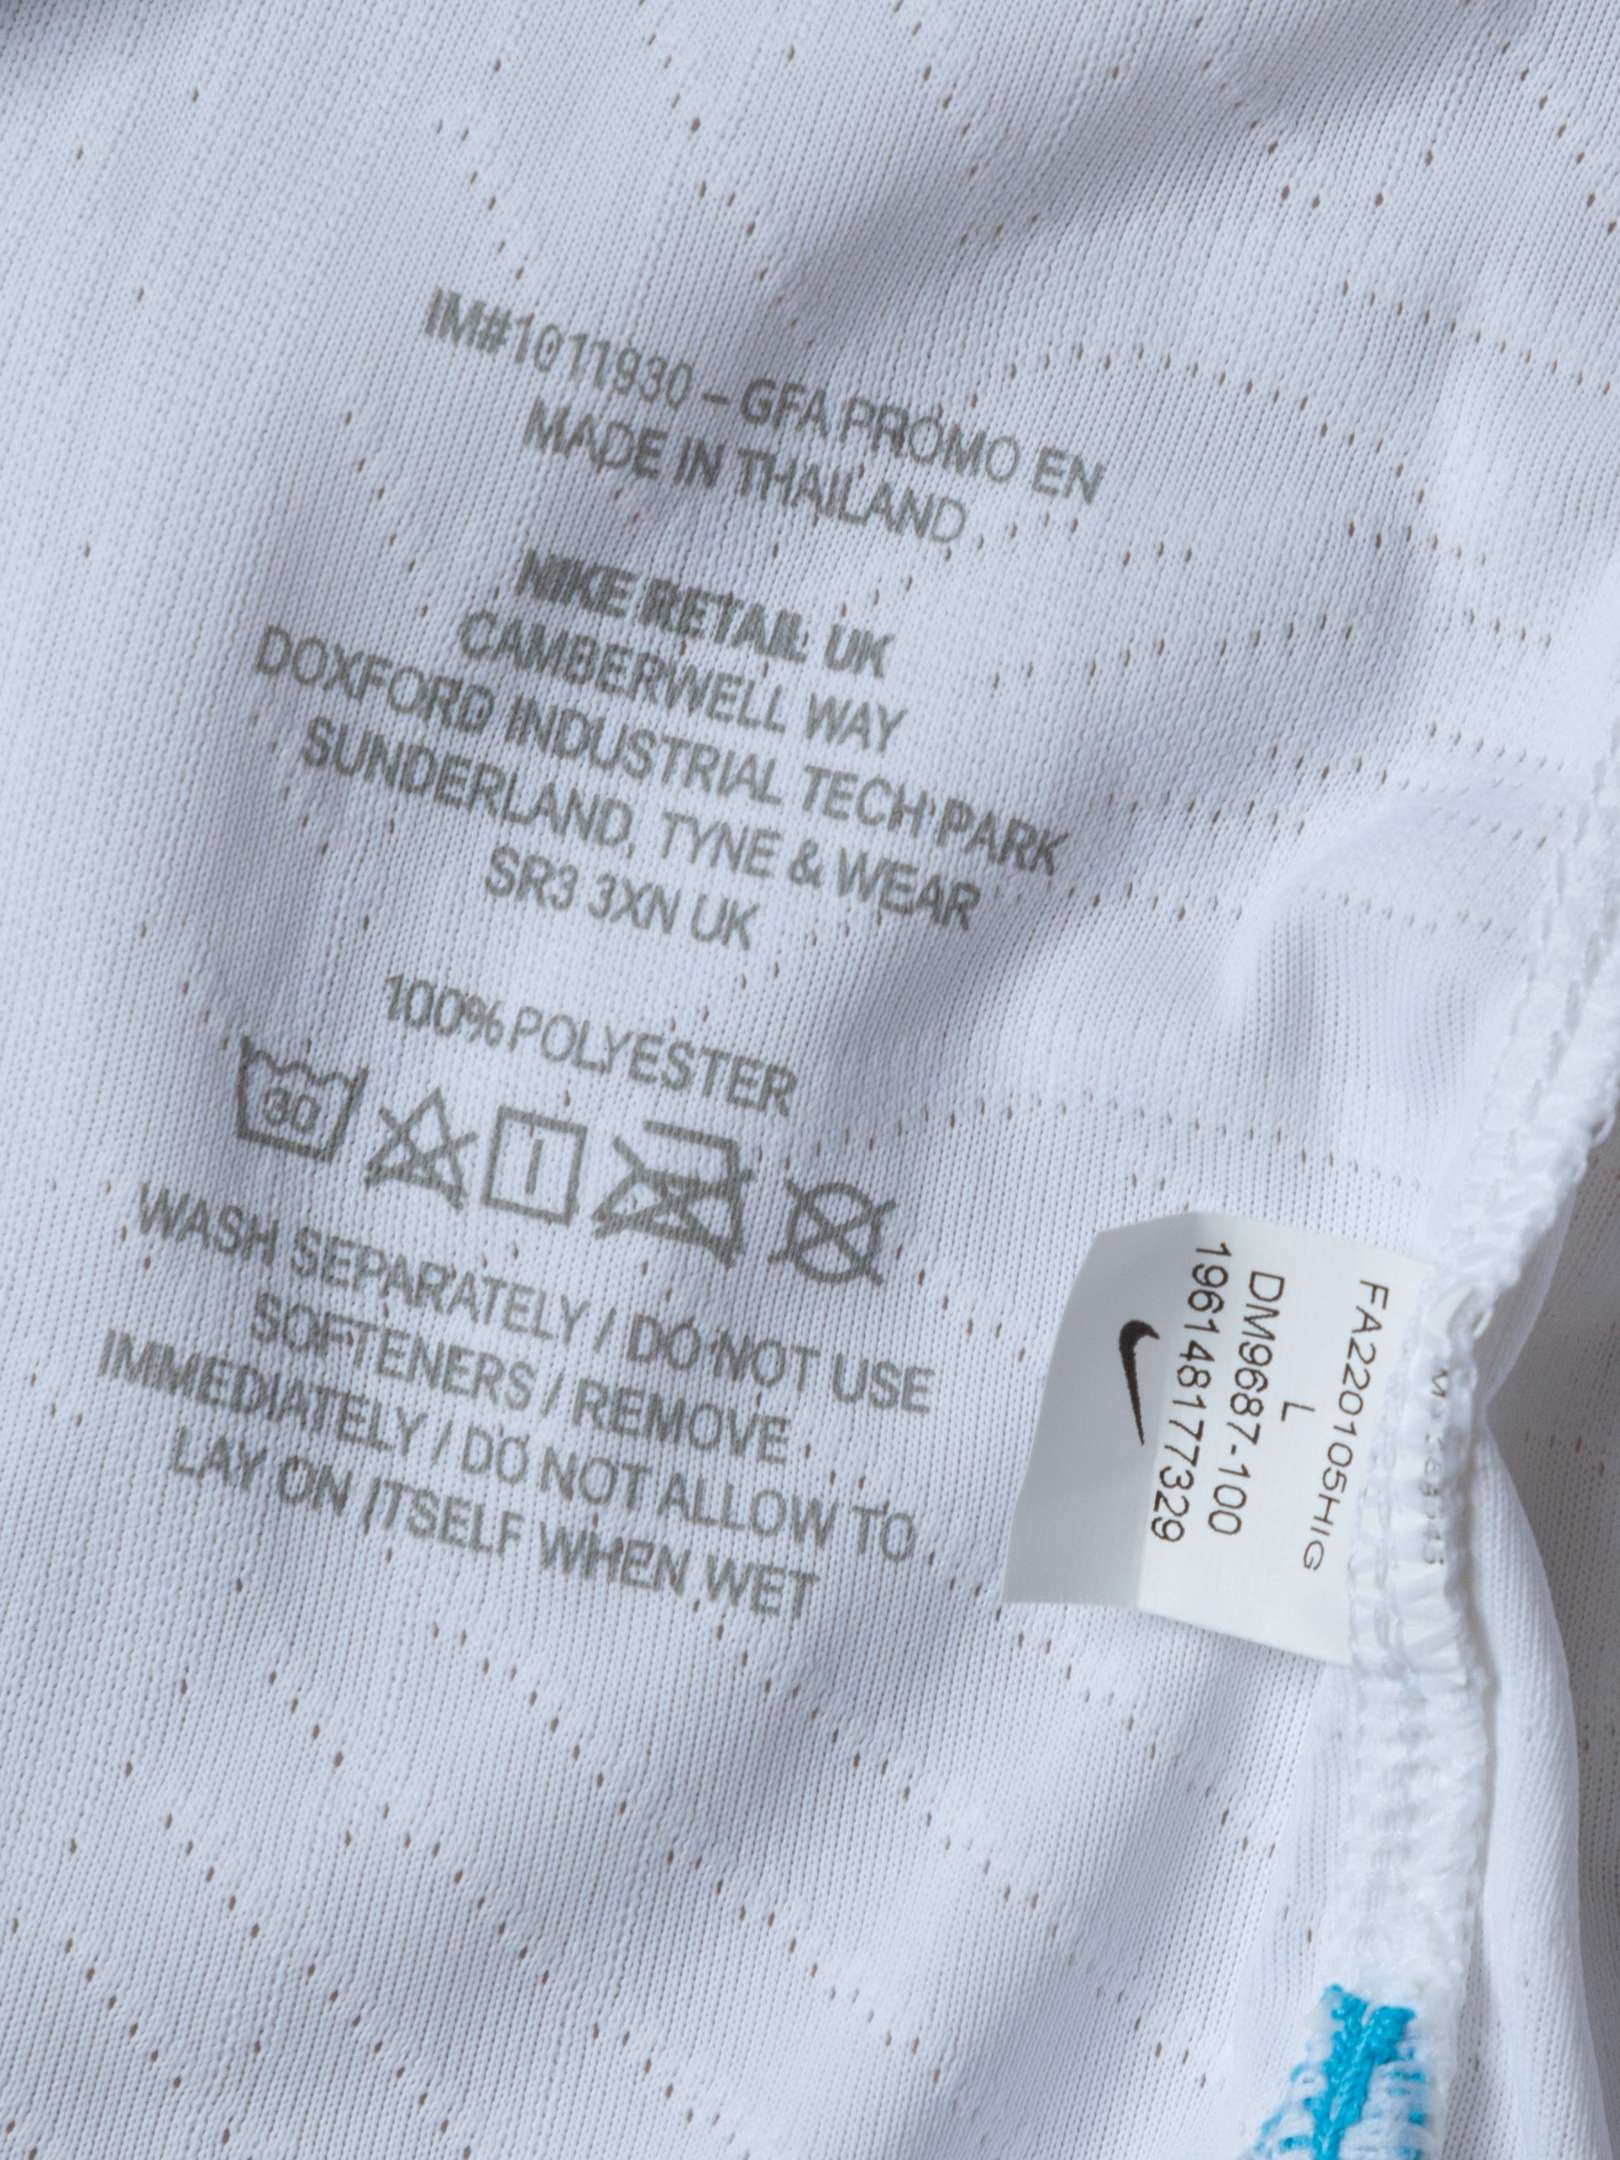 IM#1011930 – GFA PROMO EN
MADE IN THAILAND
NIKE RETAIL UK
CAMBERWELL WAY
DOXFORD INDUSTRIAL TECH PARK
SUNDERLAND, TYNE & WEAR
SR3 3XN UK
100% POLYESTER
30
WASH SEPARATELY / DO NOT USE
SOFTENERS / REMOVE
IMMEDIATELY / DO NOT ALLOW TO
LAY ON ITSELF WHEN WET
FA220105HIG
L
DM9687-100
196148177329